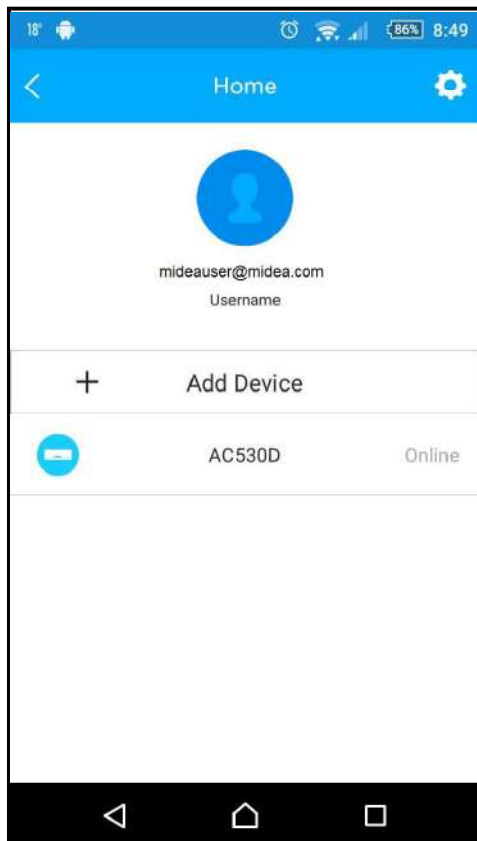 18° 86% 8:49
Home
mideauser@midea.com
Username
+ Add Device
AC530D Online